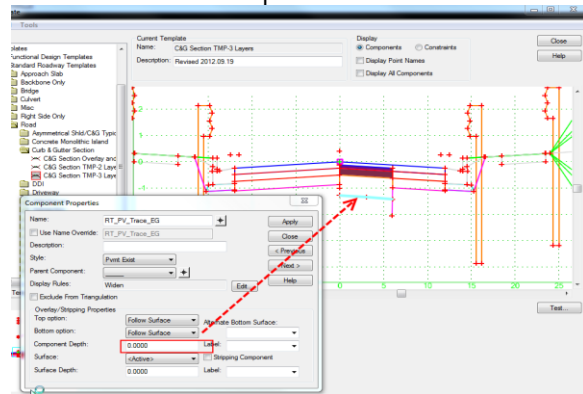 Tools
Current Template
Name: C&G Section TMP-3 Layers
Description: Revised 2012.09.19
Display
Components
Constraints
Display Point Names
Display All Components
Close
Help
Functional Design Templates
Standard Roadway Templates
Approach Slab
Backbone Only
Bridge
Culvert
Misc
Right Side Only
Road
Asymmetrical Shld/C&G Typic
Concrete Monolithic Island
Curb & Gutter Section
C&G Section Overlay and
C&G Section TMP-2 Laye
C&G Section TMP-3 Laye
DDI
Driveway
2
1
0
-1
0 5 10 15 20 25
Test...
Component Properties
Name: RT_PV_Trace_EG
Apply
Use Name Override: RT_PV_Trace_EG
Close
Description:
< Previous
Style: Pvmt Exist
Next >
Parent Component:
Help
Display Rules: Widen
Edit...
Exclude From Triangulation
Overlay/Stripping Properties
Top option: Follow Surface
Alternate Bottom Surface:
Bottom option: Follow Surface
Component Depth: 0.0000
Label:
Surface: <Active>
Stripping Component
Surface Depth: 0.0000
Label: